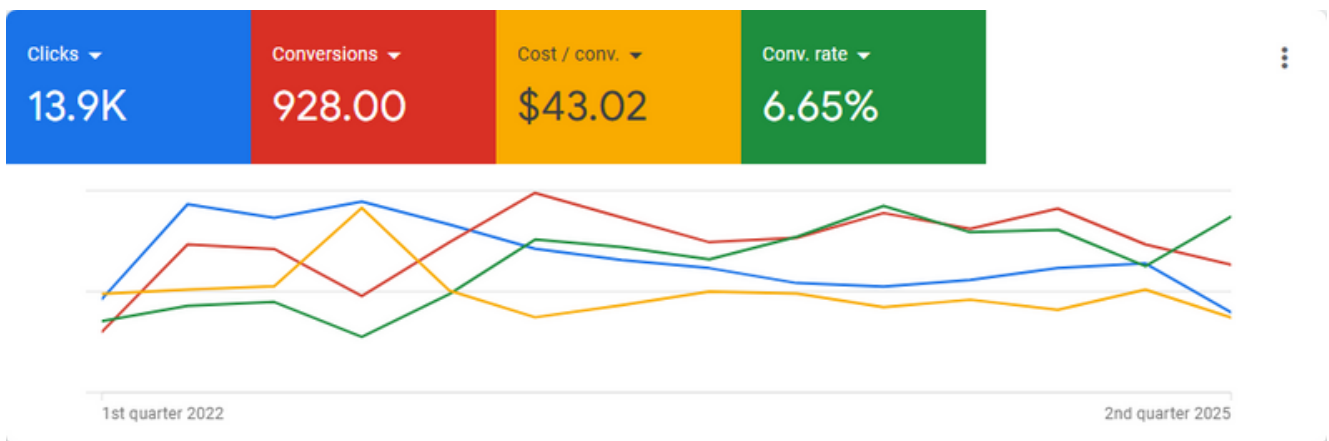 Clicks
Conversions
Cost / conv.
Conv. rate
13.9K
928.00
$43.02
6.65%
1st quarter 2022
2nd quarter 2025